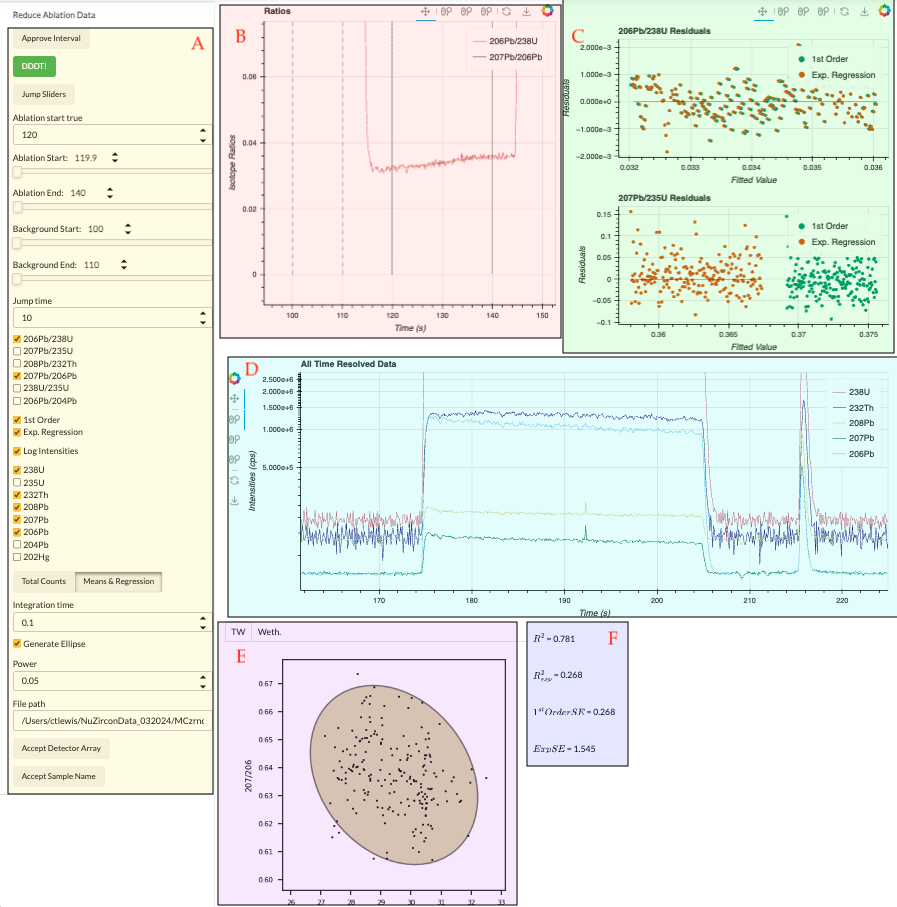 Reduce Ablation Data
A
Approve Interval
DDDT!
Jump Sliders
Ablation start true
120
Ablation Start: 119.9
Ablation End: 140
Background Start: 100
Background End: 110
Jump time
10
206Pb/238U
207Pb/235U
208Pb/232Th
207Pb/206Pb
238U/235U
206Pb/204Pb
1st Order
Exp. Regression
Log Intensities
238U
235U
232Th
208Pb
207Pb
206Pb
204Pb
202Hg
Total Counts Means & Regression
Integration time
0.1
Generate Ellipse
Power
0.05
File path
/Users/ctlewis/NuZirconData_032024/MCzrnc
Accept Detector Array
Accept Sample Name
Ratios
B
206Pb/238U
207Pb/206Pb
0.06
0.04
0.02
0
Isotope Ratios
100 110 120 130 140 150
Time (s)
C
206Pb/238U Residuals
2.000e−3
1.000e−3
0.000e+0
−1.000e−3
−2.000e−3
Residuals
1st Order
Exp. Regression
0.032 0.033 0.034 0.035 0.036
Fitted Value
207Pb/235U Residuals
0.15
0.1
0.05
0
−0.05
−0.1
Residuals
1st Order
Exp. Regression
0.36 0.365 0.37 0.375
Fitted Value
D
All Time Resolved Data
2.500e+6
2.000e+6
1.500e+6
1.000e+6
5.000e+5
Intensities (cps)
238U
232Th
208Pb
207Pb
206Pb
170 180 190 200 210 220
Time (s)
TW Weth.
E
0.67
0.66
0.65
0.64
0.63
0.62
0.61
0.60
207/206
26 27 28 29 30 31 32 33
F
R² = 0.781
R²exp = 0.268
1stOrderSE = 0.268
ExpSE = 1.545